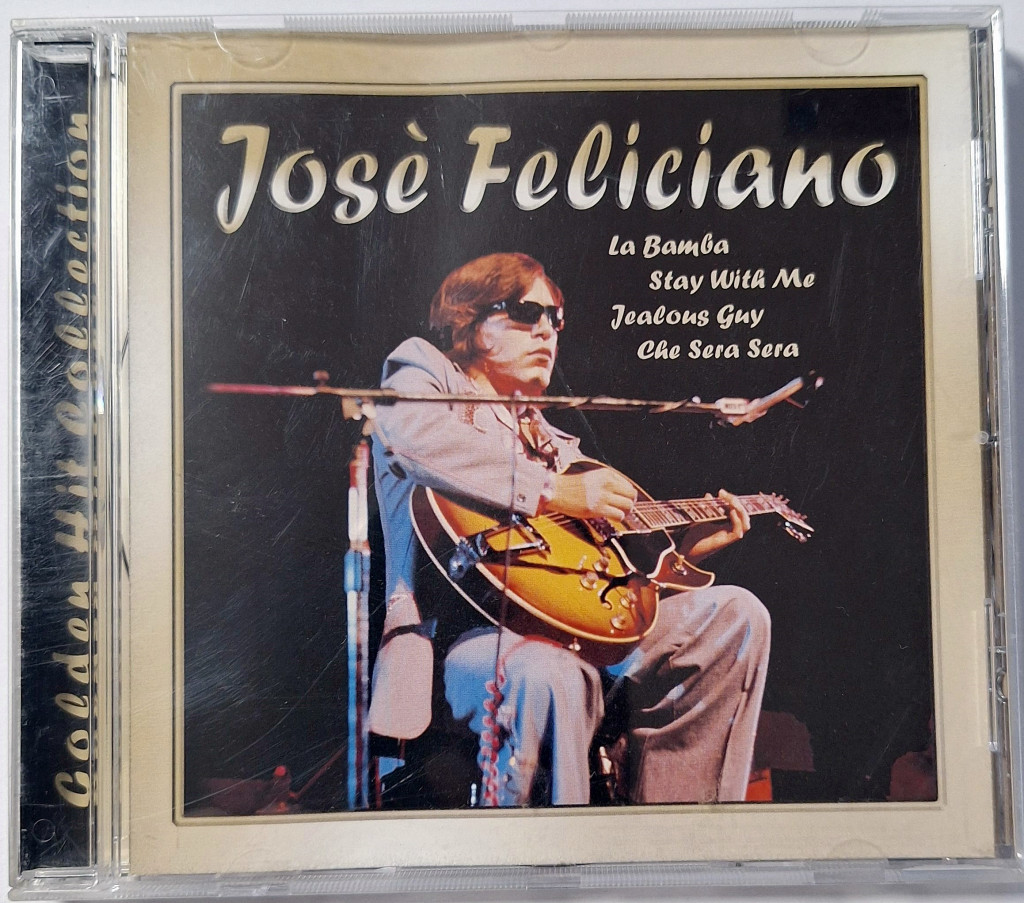 Golden Hit Collection
Josè Feliciano
La Bamba
Stay With Me
Jealous Guy
Che Sera Sera